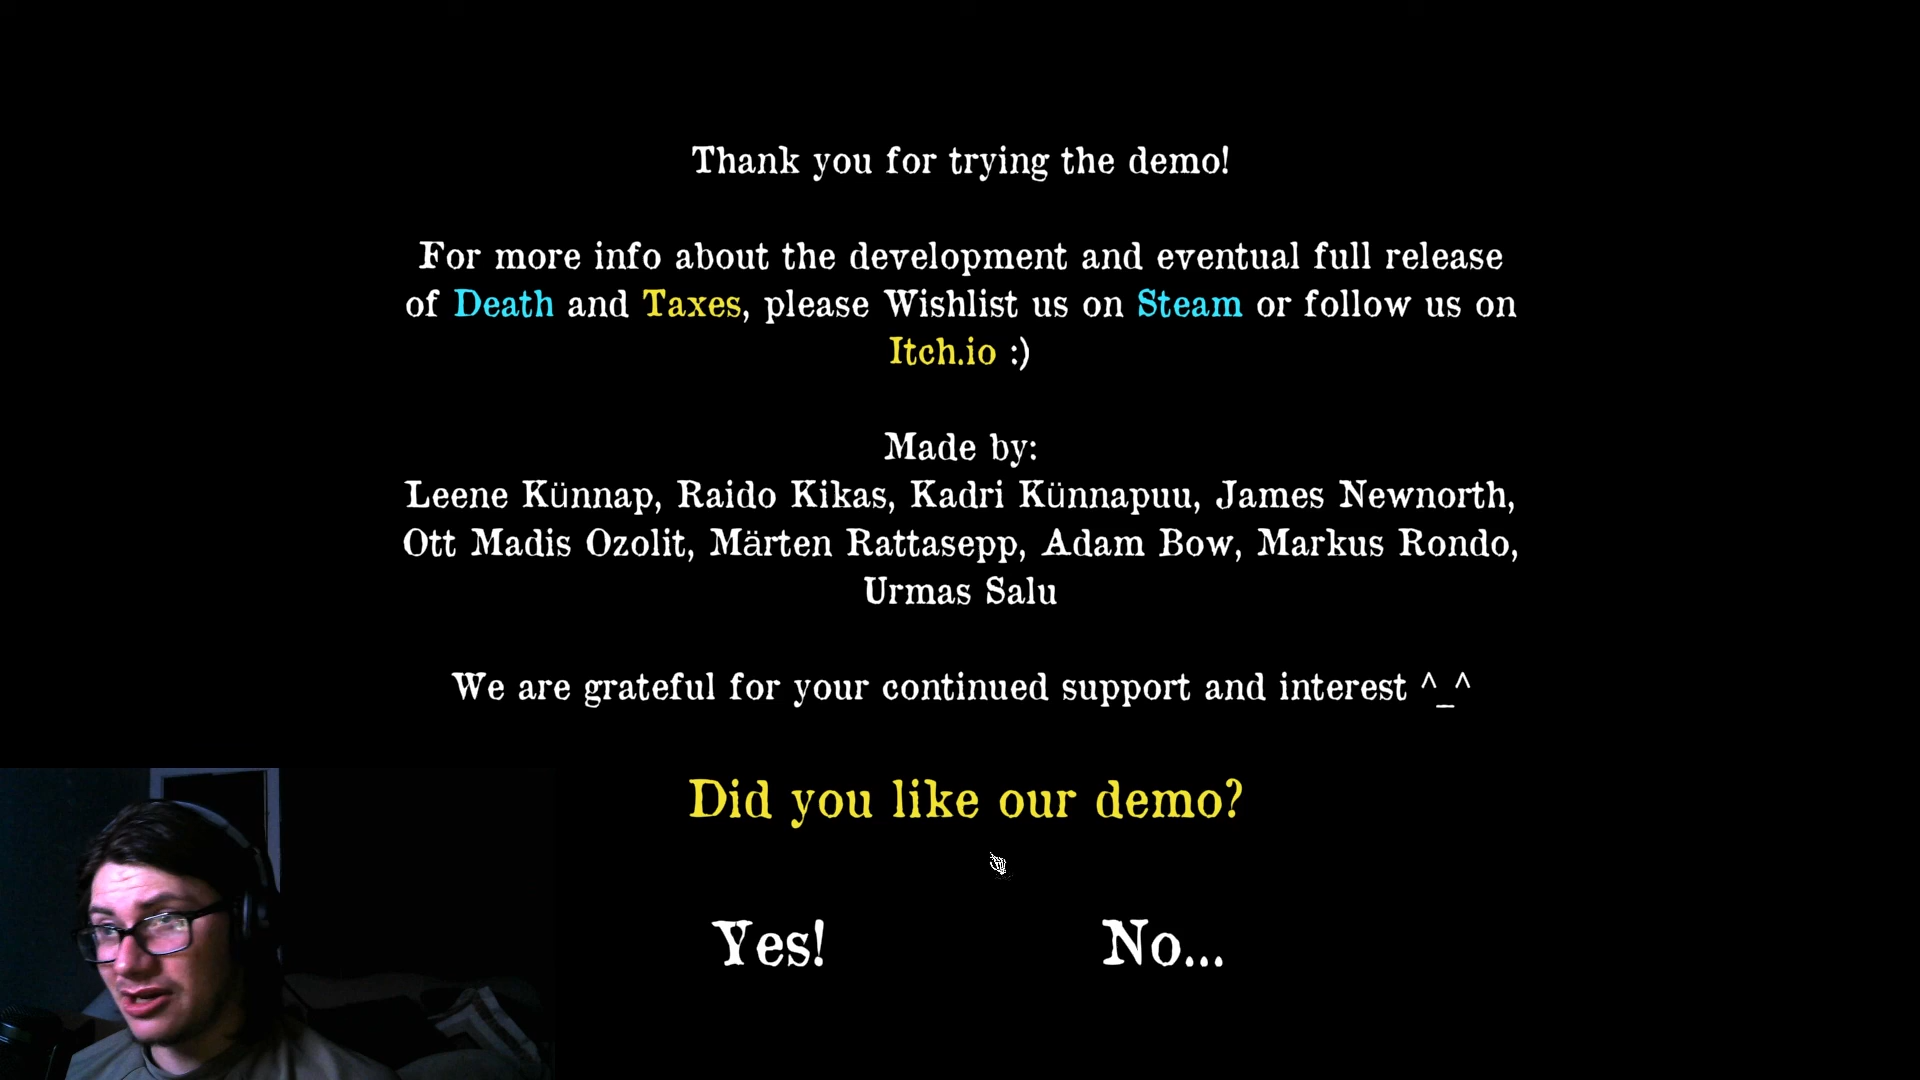 Thank you for trying the demo!
For more info about the development and eventual full release
of Death and Taxes, please Wishlist us on Steam or follow us on
Itch.io :)
Made by:
Leene Künnap, Raido Kikas, Kadri Künnapuu, James Newnorth,
Ott Madis Ozolit, Märten Rattasepp, Adam Bow, Markus Rondo,
Urmas Salu
We are grateful for your continued support and interest ^_^
Did you like our demo?
Yes!
No...